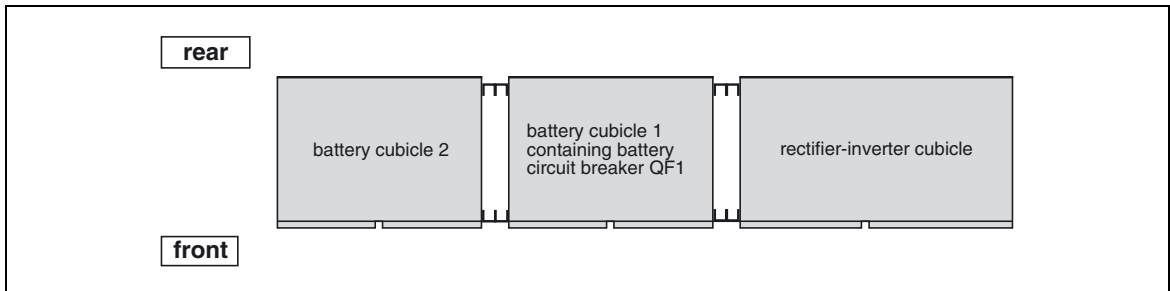 rear
battery cubicle 2
battery cubicle 1
containing battery
circuit breaker QF1
rectifier-inverter cubicle
front